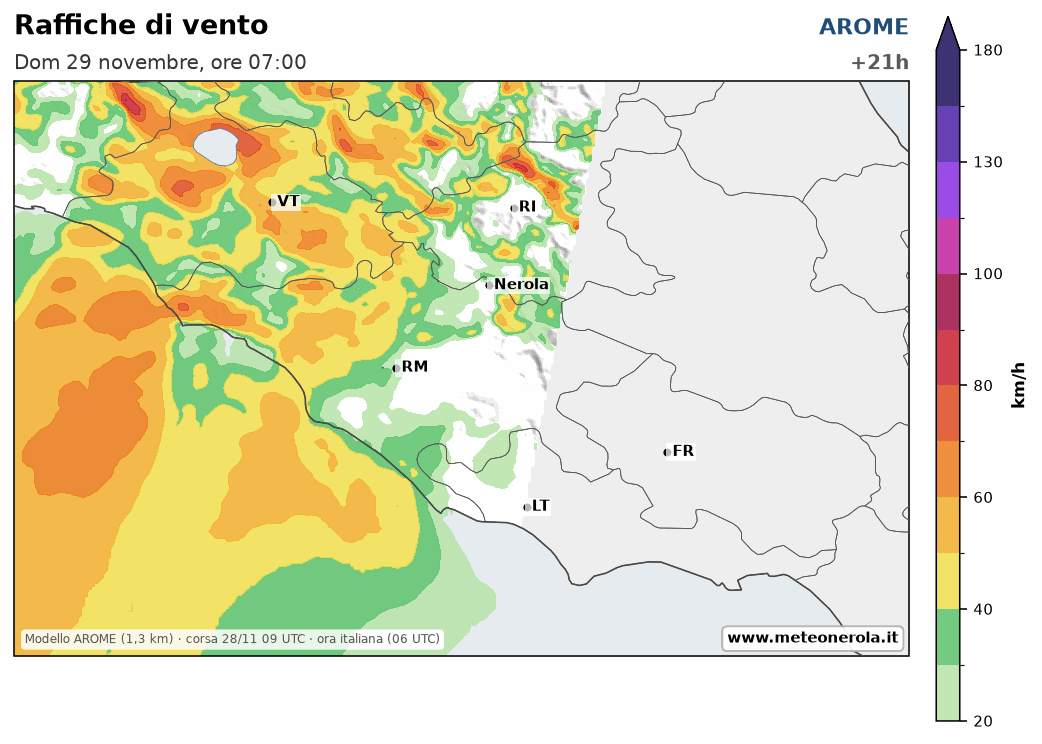 Raffiche di vento
AROME
Dom 29 novembre, ore 07:00
+21h
180
130
100
80
60
40
20
km/h
VT
RI
Nerola
RM
FR
LT
Modello AROME (1,3 km) · corsa 28/11 09 UTC · ora italiana (06 UTC)
www.meteonerola.it